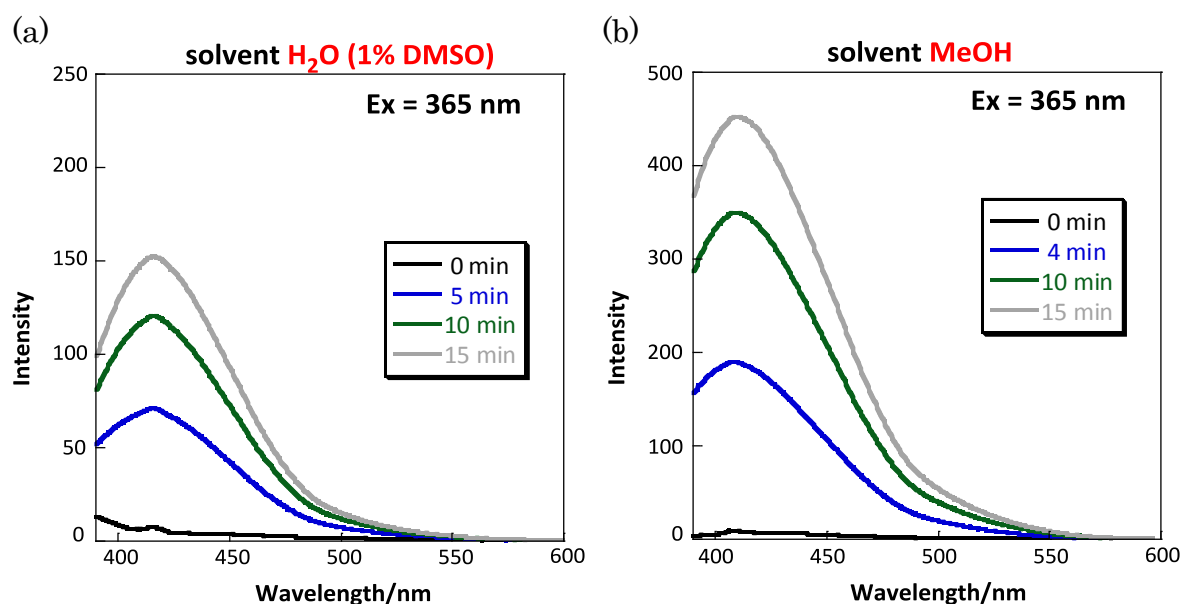 (a)
solvent H₂O (1% DMSO)
Ex = 365 nm
250
200
150
100
50
0
Intensity
0 min
5 min
10 min
15 min
400
450
500
550
600
Wavelength/nm
(b)
solvent MeOH
Ex = 365 nm
500
400
300
200
100
0
Intensity
0 min
4 min
10 min
15 min
400
450
500
550
600
Wavelength/nm